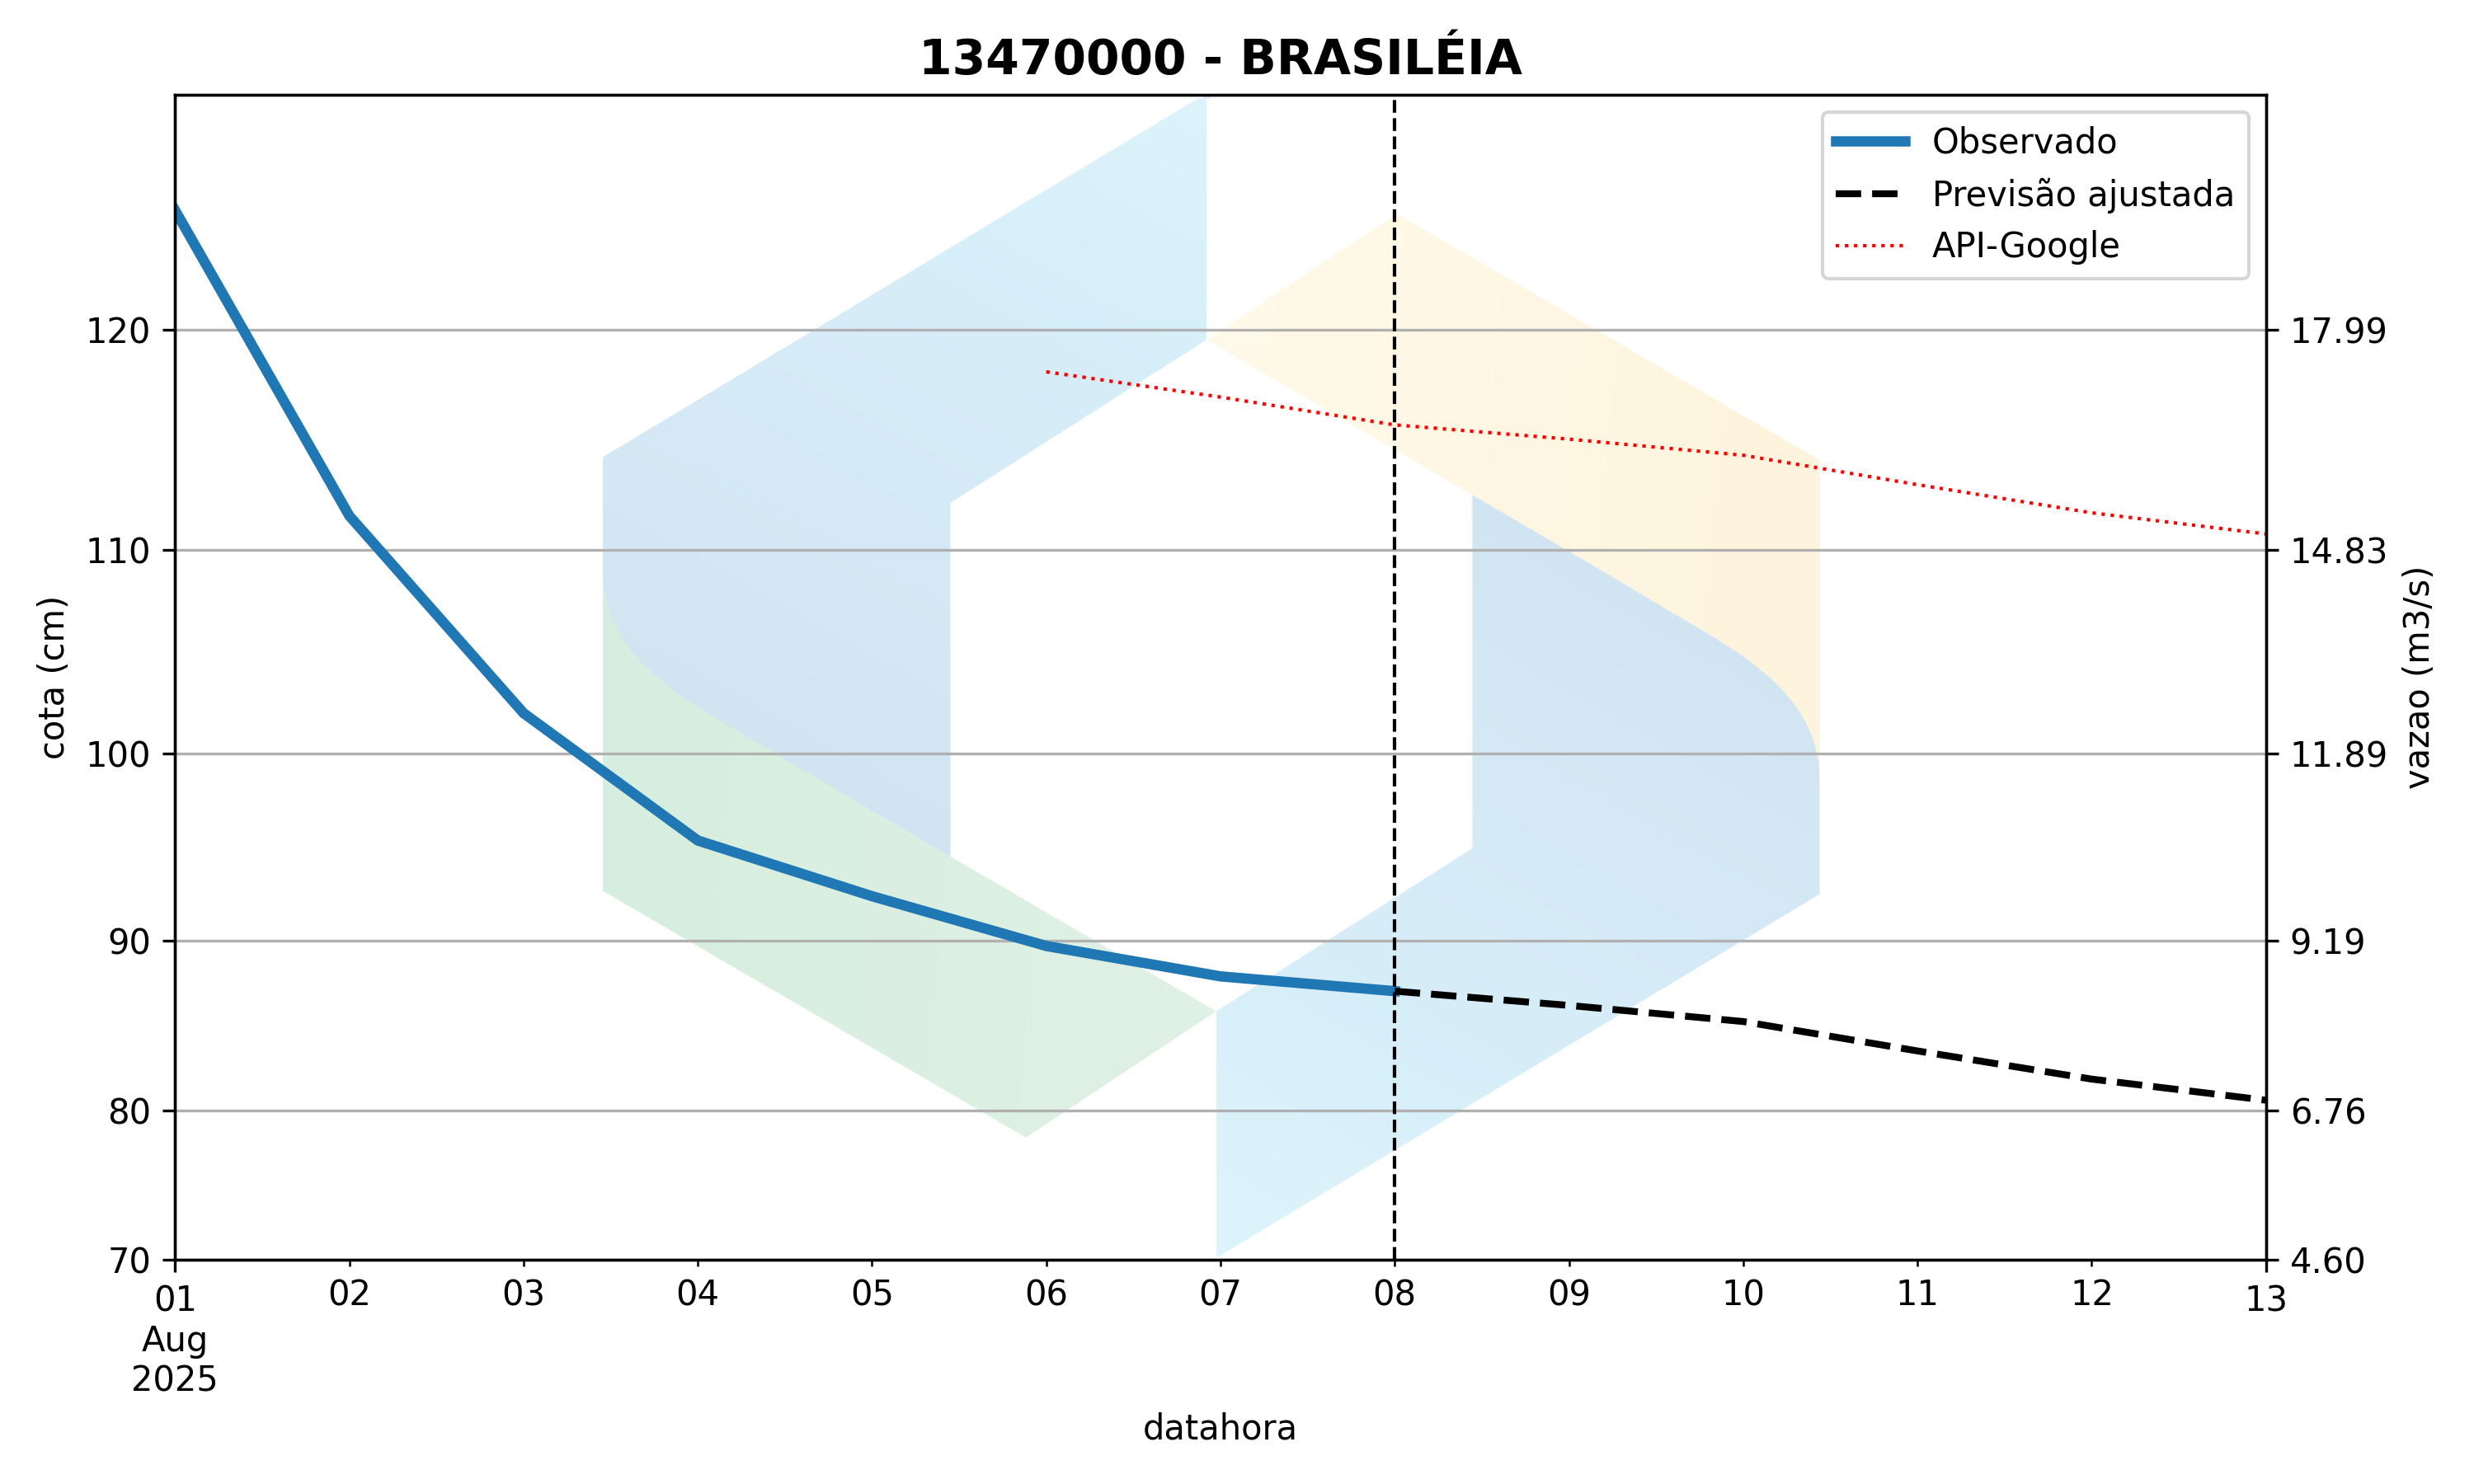 13470000 - BRASILÉIA
Observado
Previsão ajustada
API-Google
cota (cm)
120
110
100
90
80
70
17.99
14.83
11.89
9.19
6.76
4.60
vazao (m3/s)
01 02 03 04 05 06 07 08 09 10 11 12 13
Aug
2025
datahora